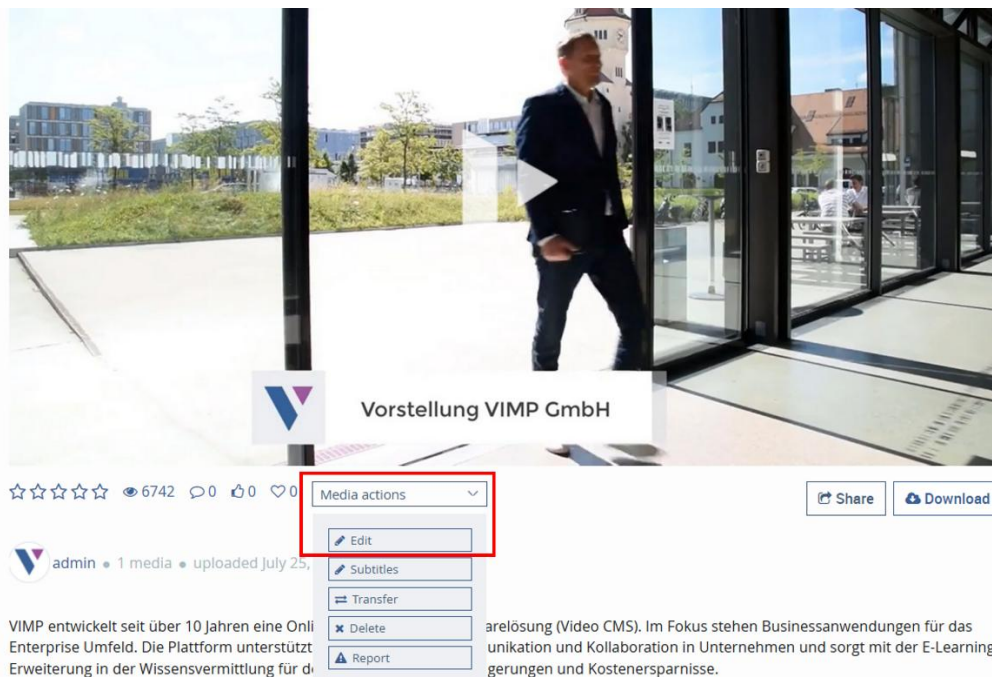 Vorstellung VIMP GmbH
6742 0 0 0 Media actions Share Download
Edit
admin • 1 media • uploaded July 25,
Subtitles
Transfer
Delete
Report
VIMP entwickelt seit über 10 Jahren eine Onli arelösung (Video CMS). Im Fokus stehen Businessanwendungen für das
Enterprise Umfeld. Die Plattform unterstützt unikation und Kollaboration in Unternehmen und sorgt mit der E-Learning
Erweiterung in der Wissensvermittlung für d gerungen und Kostenersparnisse.